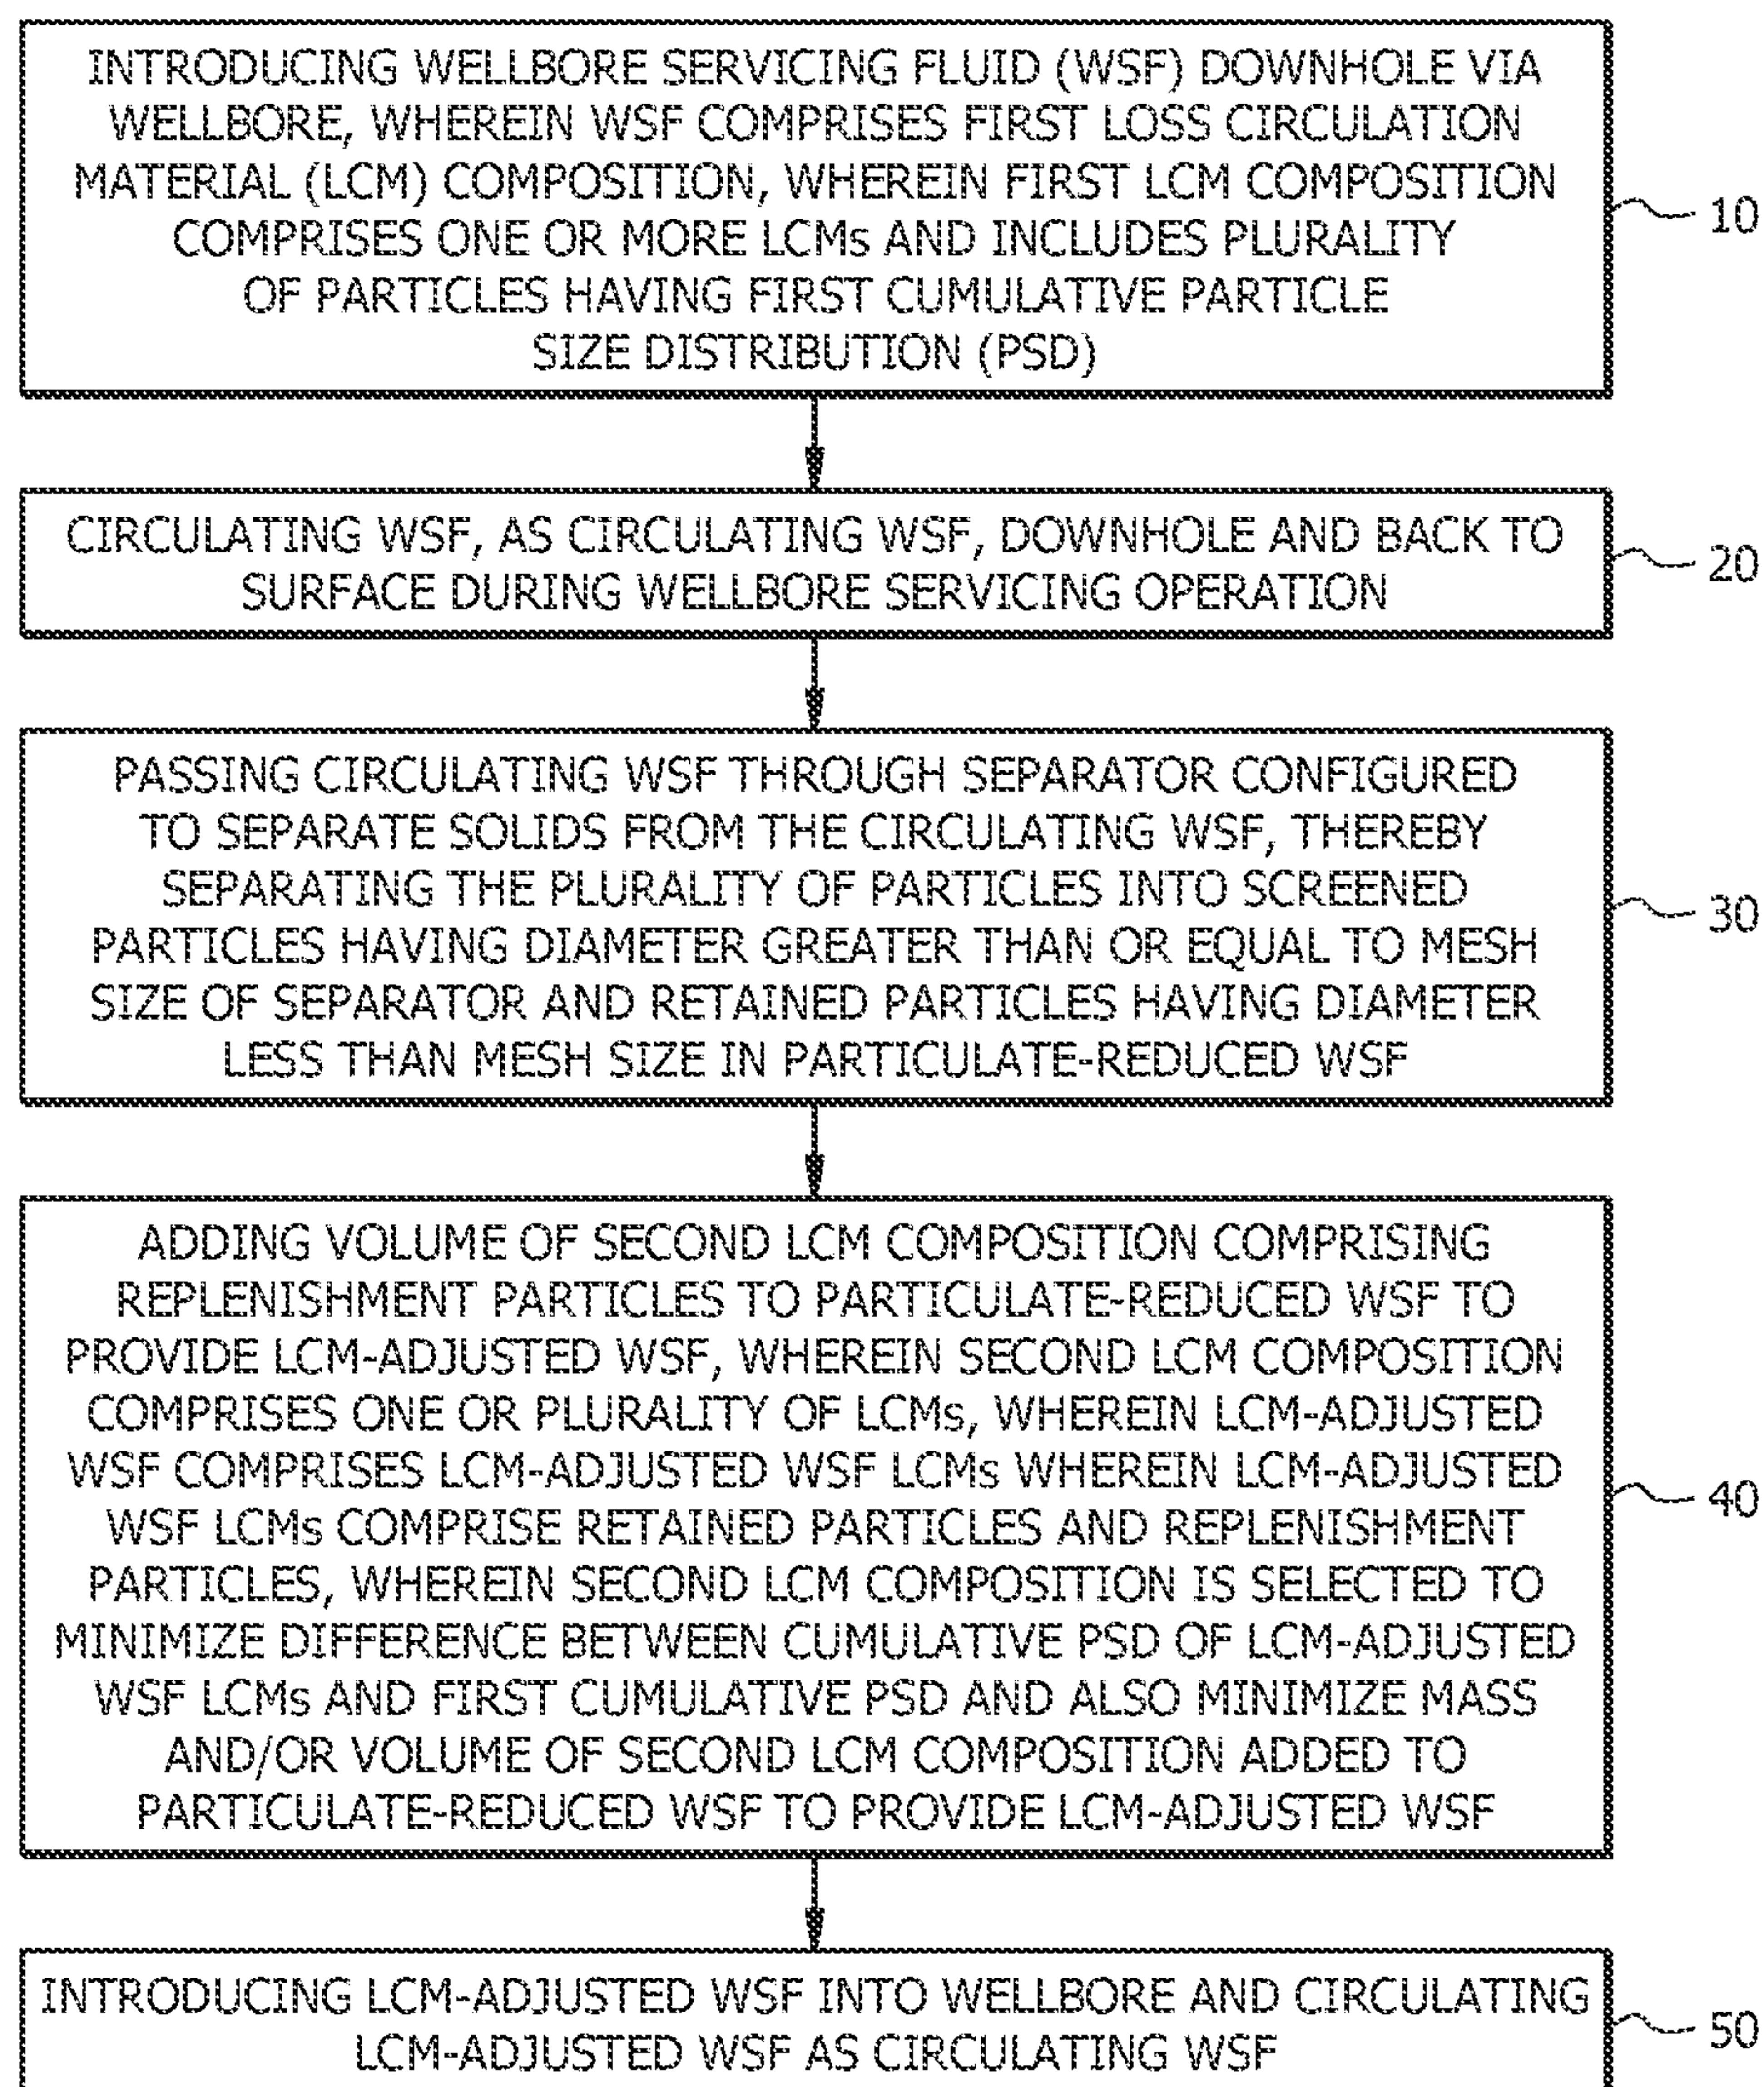 INTRODUCING WELLBORE SERVICING FLUID (WSF) DOWNHOLE VIA
WELLBORE, WHEREIN WSF COMPRISES FIRST LOSS CIRCULATION
MATERIAL (LCM) COMPOSITION, WHEREIN FIRST LCM COMPOSITION
COMPRISES ONE OR MORE LCMs AND INCLUDES PLURALITY
OF PARTICLES HAVING FIRST CUMULATIVE PARTICLE
SIZE DISTRIBUTION (PSD)
10
CIRCULATING WSF, AS CIRCULATING WSF, DOWNHOLE AND BACK TO
SURFACE DURING WELLBORE SERVICING OPERATION
20
PASSING CIRCULATING WSF THROUGH SEPARATOR CONFIGURED
TO SEPARATE SOLIDS FROM THE CIRCULATING WSF, THEREBY
SEPARATING THE PLURALITY OF PARTICLES INTO SCREENED
PARTICLES HAVING DIAMETER GREATER THAN OR EQUAL TO MESH
SIZE OF SEPARATOR AND RETAINED PARTICLES HAVING DIAMETER
LESS THAN MESH SIZE IN PARTICULATE-REDUCED WSF
30
ADDING VOLUME OF SECOND LCM COMPOSITION COMPRISING
REPLENISHMENT PARTICLES TO PARTICULATE-REDUCED WSF TO
PROVIDE LCM-ADJUSTED WSF, WHEREIN SECOND LCM COMPOSITION
COMPRISES ONE OR PLURALITY OF LCMs, WHEREIN LCM-ADJUSTED
WSF COMPRISES LCM-ADJUSTED WSF LCMs WHEREIN LCM-ADJUSTED
WSF LCMs COMPRISE RETAINED PARTICLES AND REPLENISHMENT
PARTICLES, WHEREIN SECOND LCM COMPOSITION IS SELECTED TO
MINIMIZE DIFFERENCE BETWEEN CUMULATIVE PSD OF LCM-ADJUSTED
WSF LCMs AND FIRST CUMULATIVE PSD AND ALSO MINIMIZE MASS
AND/OR VOLUME OF SECOND LCM COMPOSITION ADDED TO
PARTICULATE-REDUCED WSF TO PROVIDE LCM-ADJUSTED WSF
40
INTRODUCING LCM-ADJUSTED WSF INTO WELLBORE AND CIRCULATING
LCM-ADJUSTED WSF AS CIRCULATING WSF
50